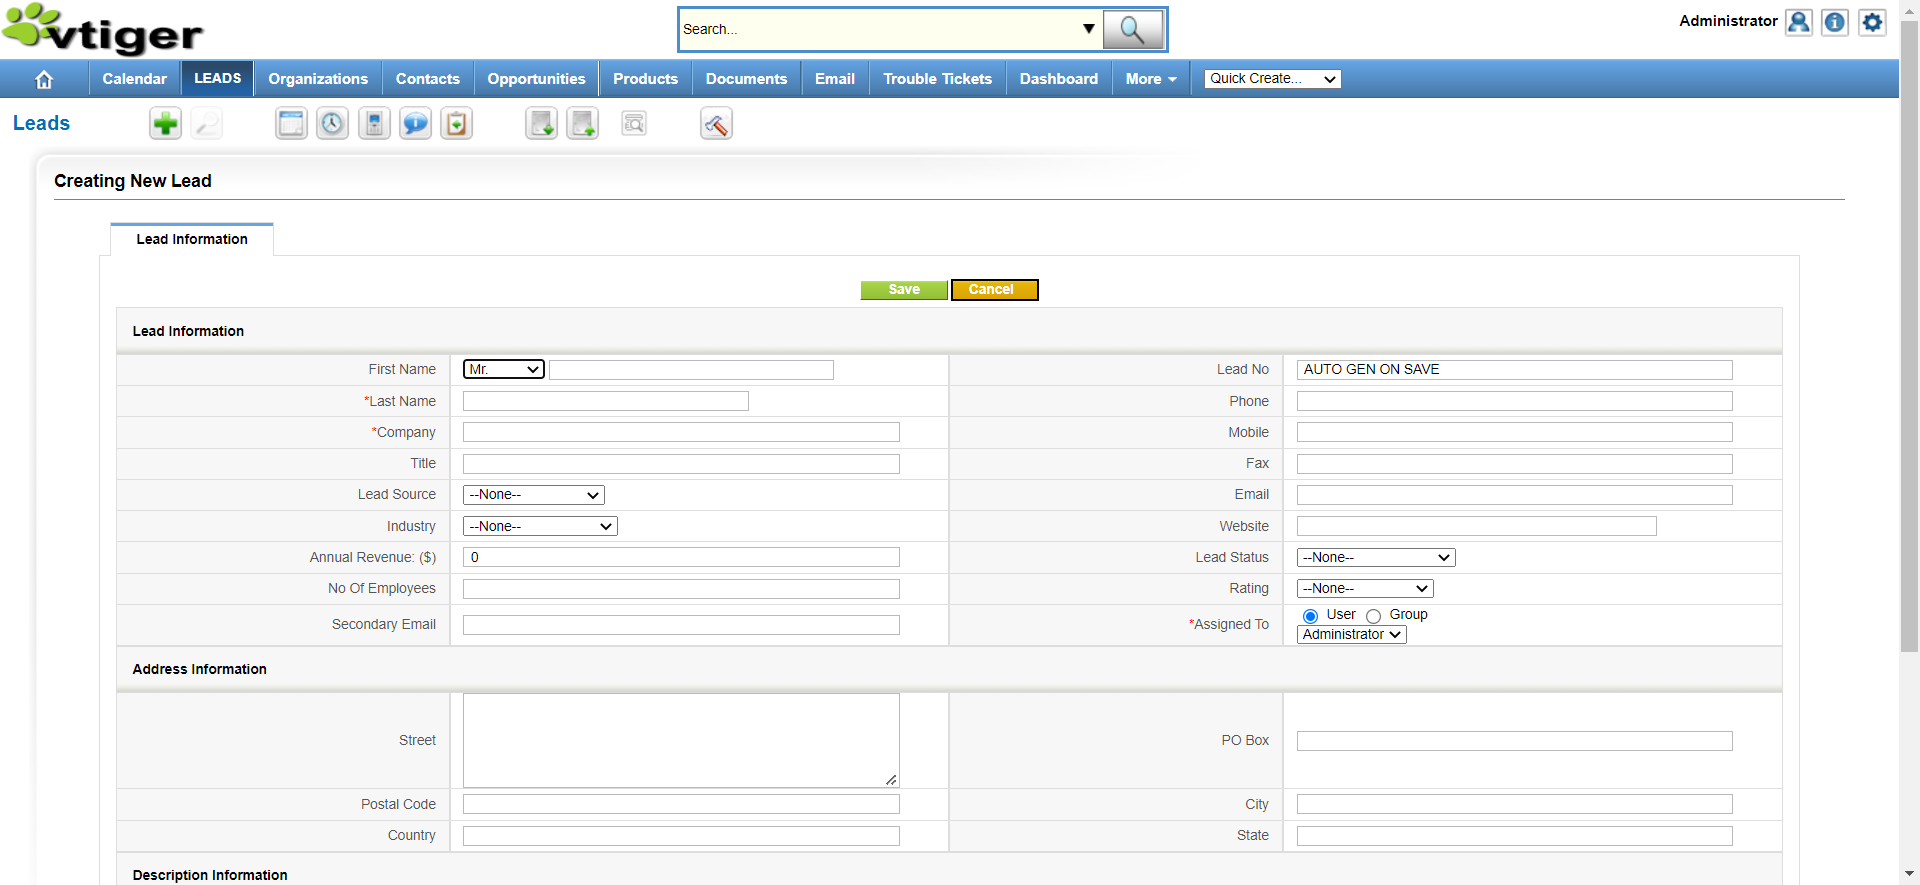 vtiger
Search...
Administrator
Calendar
LEADS
Organizations
Contacts
Opportunities
Products
Documents
Email
Trouble Tickets
Dashboard
More
Quick Create...
Leads
Creating New Lead
Lead Information
Save
Cancel
Lead Information
First Name
Mr.
Lead No
AUTO GEN ON SAVE
*Last Name
Phone
*Company
Mobile
Title
Fax
Lead Source
--None--
Email
Industry
--None--
Website
Annual Revenue: ($)
0
Lead Status
--None--
No Of Employees
Rating
--None--
Secondary Email
*Assigned To
User
Group
Administrator
Address Information
Street
PO Box
Postal Code
City
Country
State
Description Information